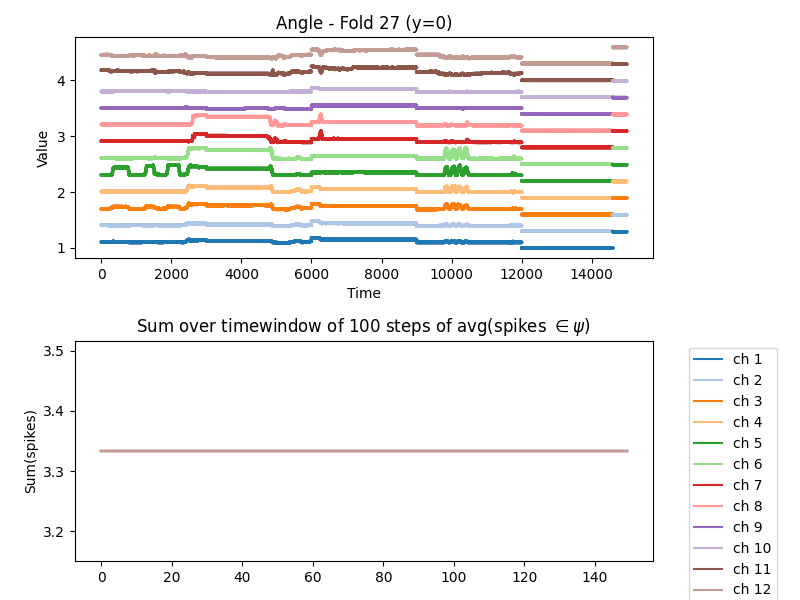 Angle - Fold 27 (y=0)
Value
4
3
2
1
0 2000 4000 6000 8000 10000 12000 14000
Time
Sum over timewindow of 100 steps of avg(spikes ∈ψ)
Sum(spikes)
3.5
3.4
3.3
3.2
0 20 40 60 80 100 120 140
ch 1
ch 2
ch 3
ch 4
ch 5
ch 6
ch 7
ch 8
ch 9
ch 10
ch 11
ch 12